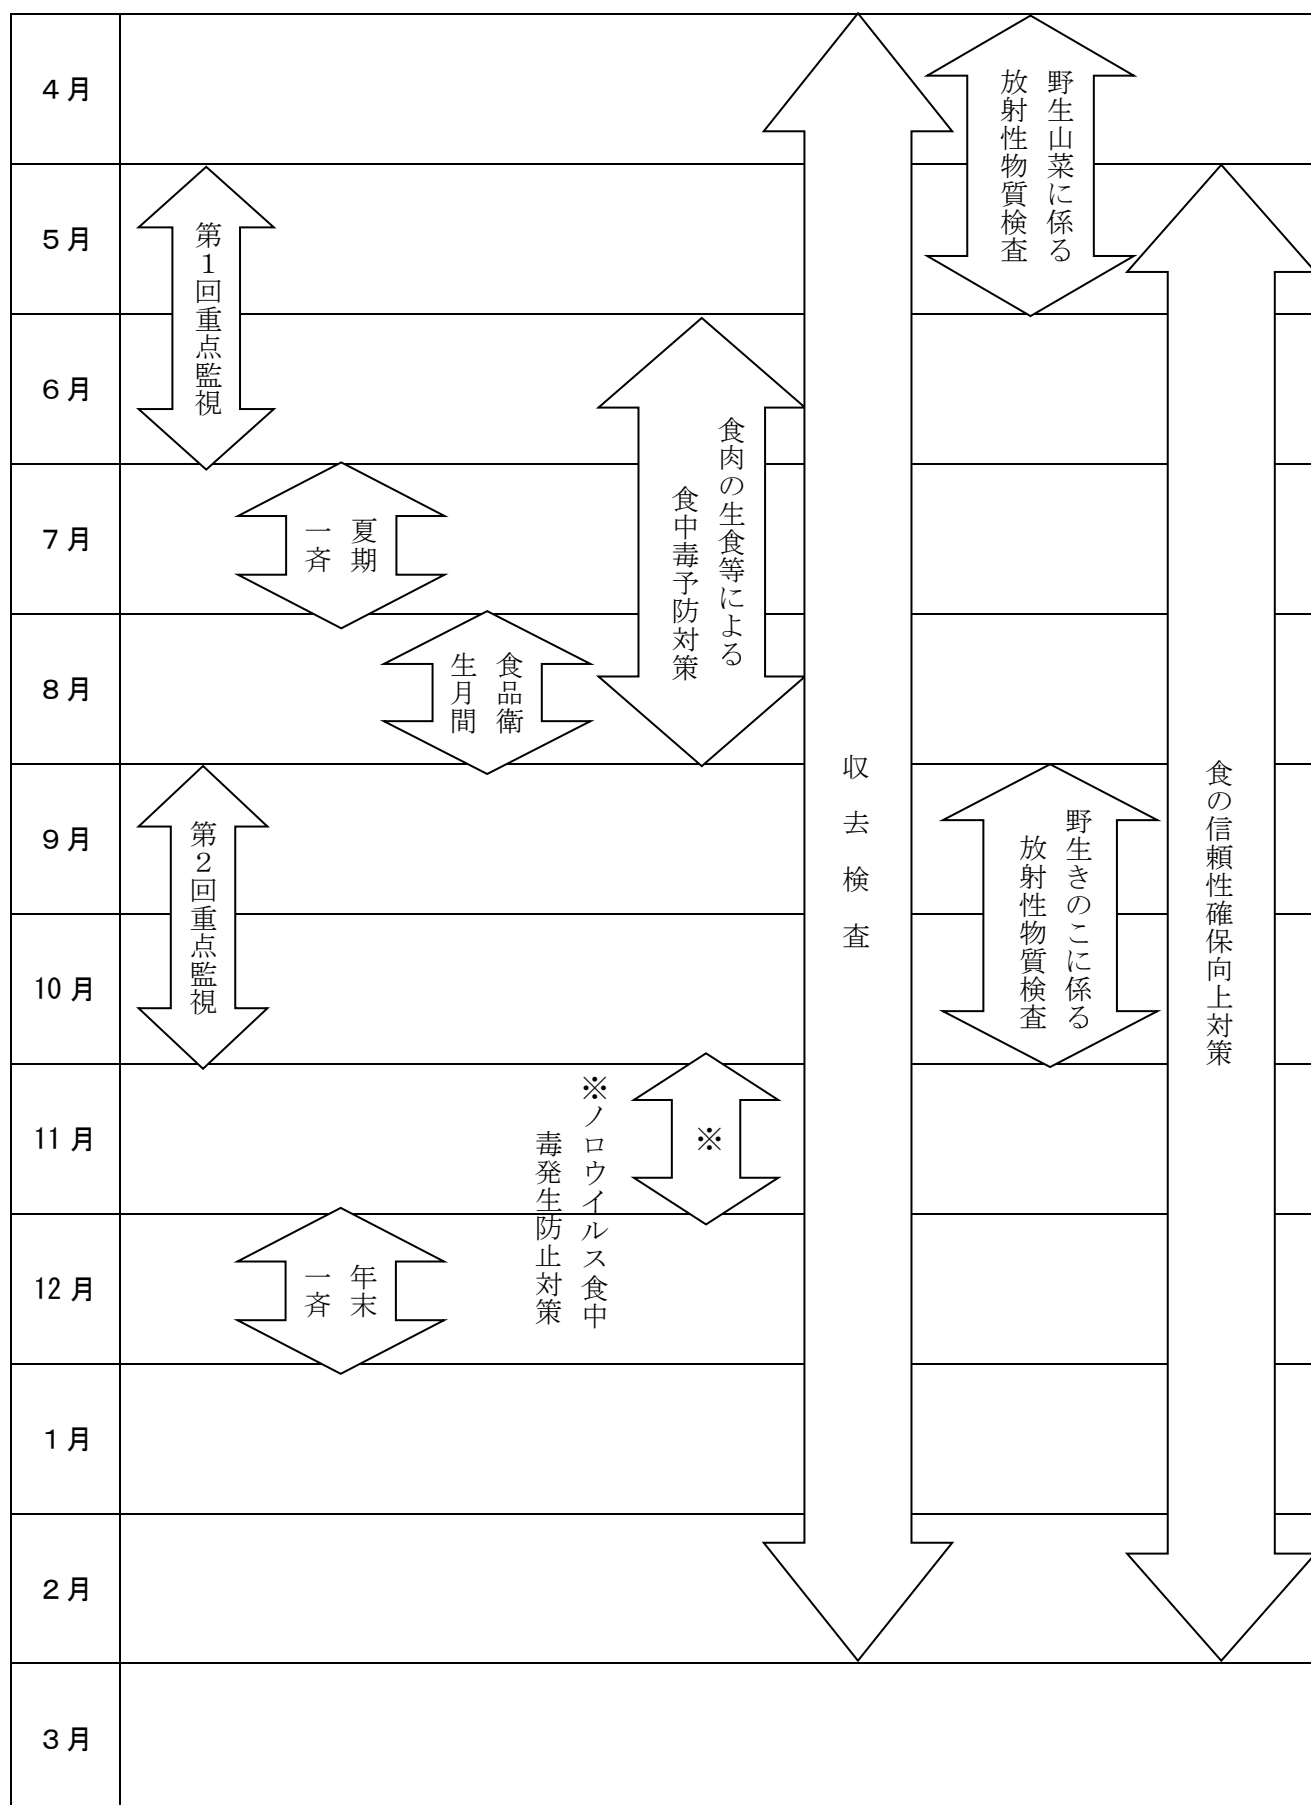 ４月
５月
６月
７月
８月
９月
10月
11月
12月
１月
２月
３月
第１回重点監視
第２回重点監視
夏期
一斉
年末
一斉
食品衛
生月間
※ノロウイルス食中
毒発生防止対策
食肉の生食等による
食中毒予防対策
※
収去検査
野生山菜に係る
放射性物質検査
野生きのこに係る
放射性物質検査
食の信頼性確保向上対策